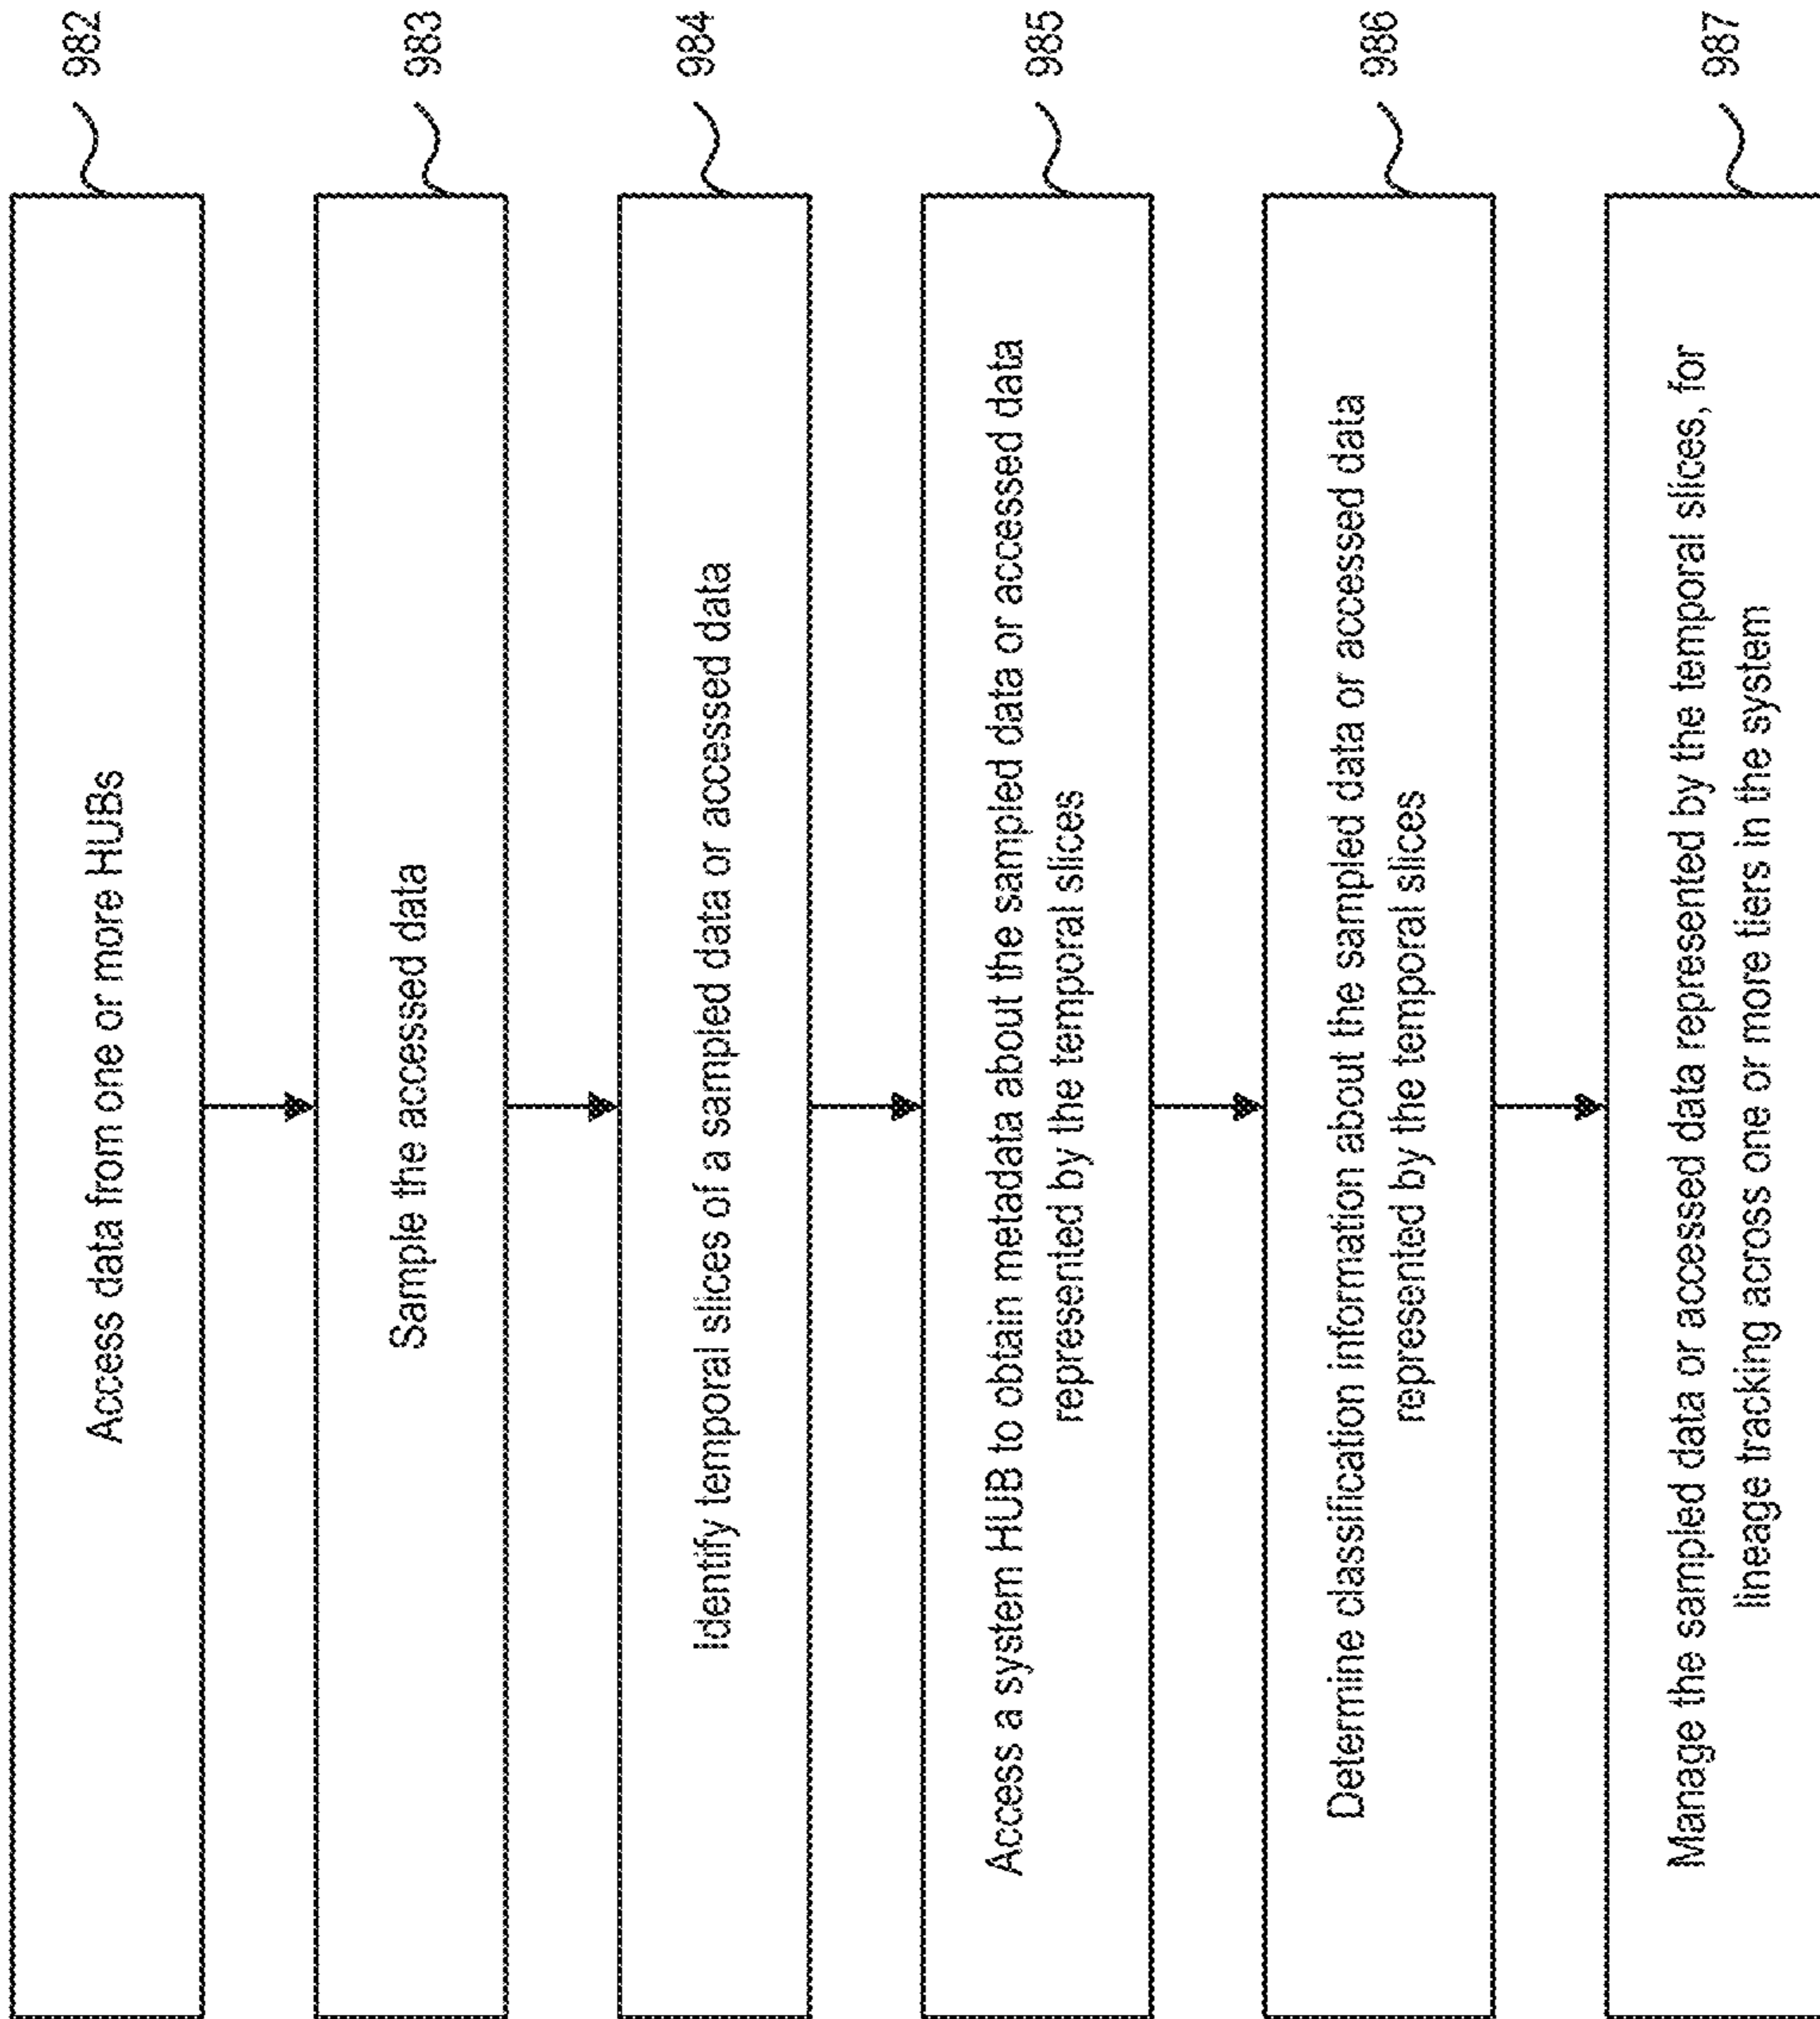 Access data from one or more HUBs
982
Sample the accessed data
983
Identify temporal slices of a sampled data or accessed data
984
Access a system HUB to obtain metadata about the sampled data or accessed data
represented by the temporal slices
985
Determine classification information about the sampled data or accessed data
represented by the temporal slices
986
Manage the sampled data or accessed data represented by the temporal slices, for
lineage tracking across one or more tiers in the system
987